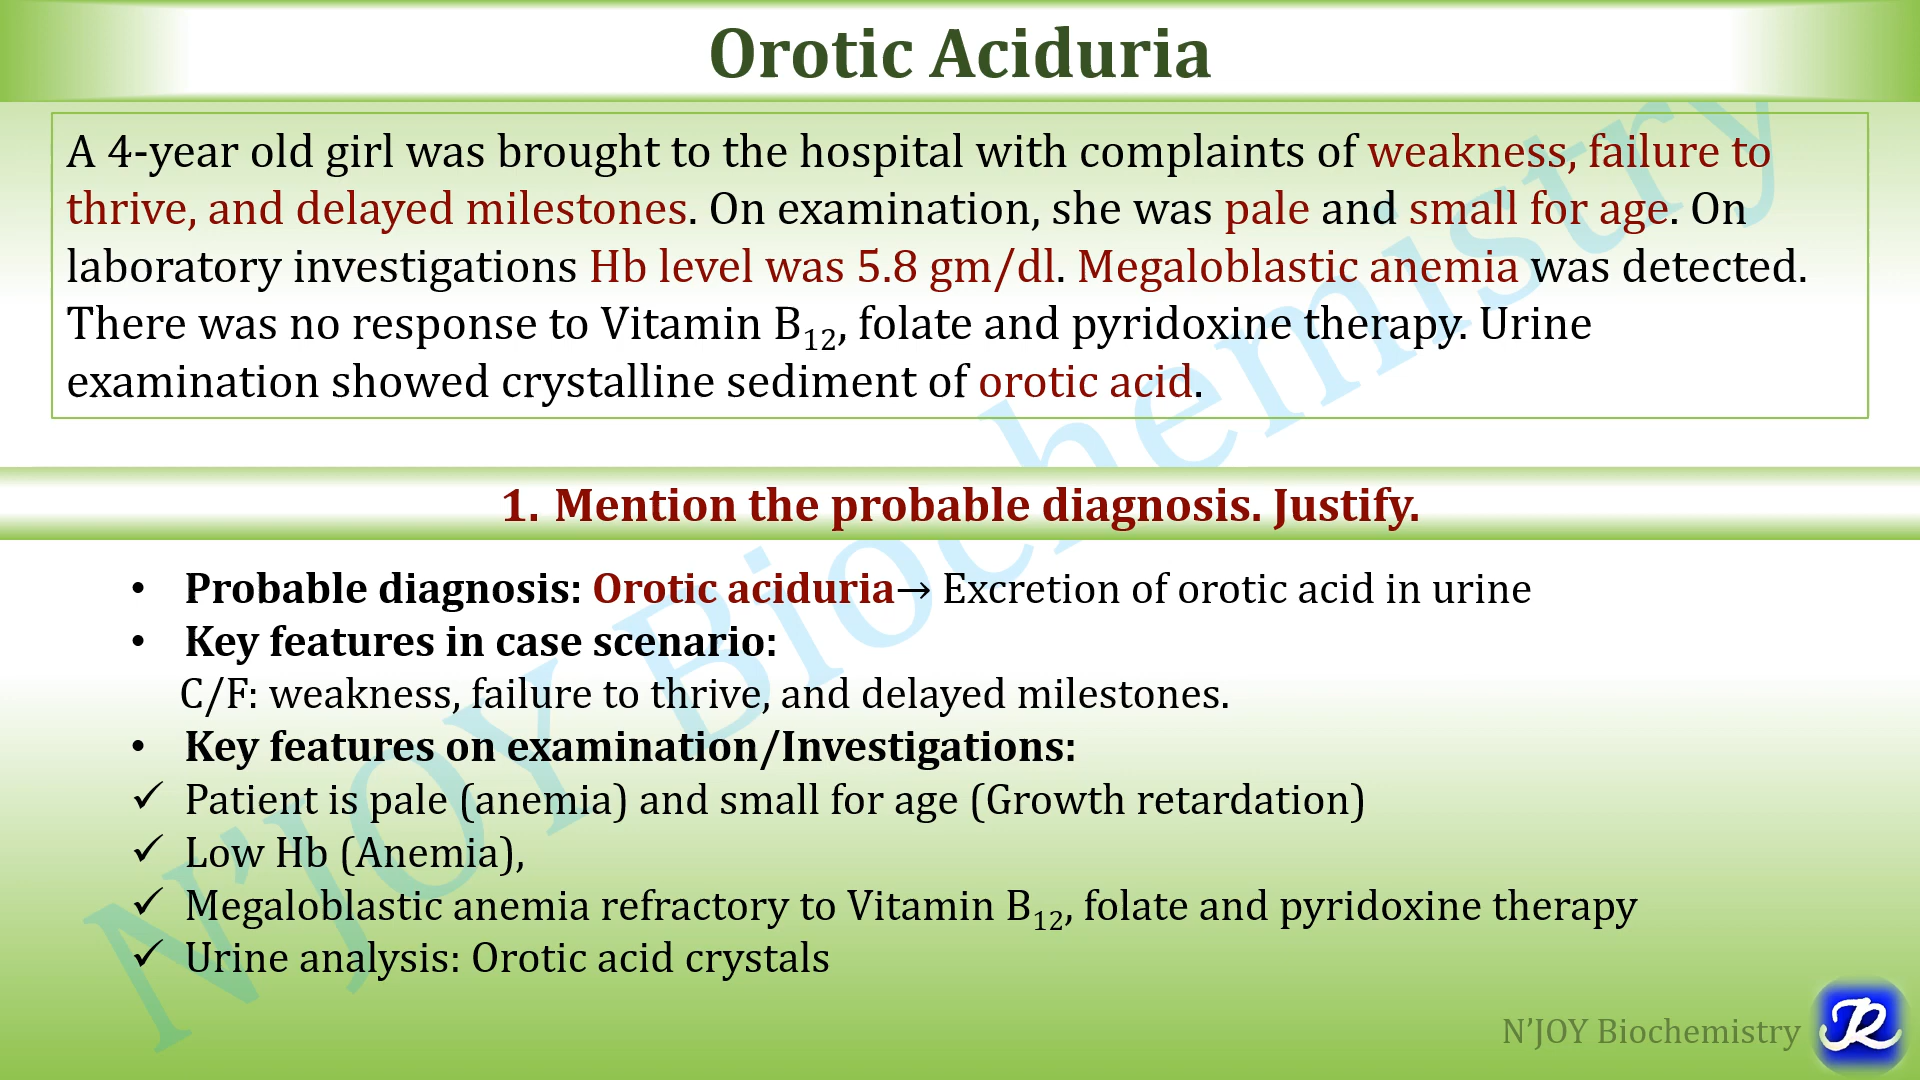 Orotic Aciduria
A 4-year old girl was brought to the hospital with complaints of weakness, failure to
thrive, and delayed milestones. On examination, she was pale and small for age. On
laboratory investigations Hb level was 5.8 gm/dl. Megaloblastic anemia was detected.
There was no response to Vitamin B₁₂, folate and pyridoxine therapy. Urine
examination showed crystalline sediment of orotic acid.
1. Mention the probable diagnosis. Justify.
• Probable diagnosis: Orotic aciduria→ Excretion of orotic acid in urine
• Key features in case scenario:
C/F: weakness, failure to thrive, and delayed milestones.
• Key features on examination/Investigations:
✓ Patient is pale (anemia) and small for age (Growth retardation)
✓ Low Hb (Anemia),
✓ Megaloblastic anemia refractory to Vitamin B₁₂, folate and pyridoxine therapy
✓ Urine analysis: Orotic acid crystals
N'JOY Biochemistry
N’JOY Biochemistry
JR